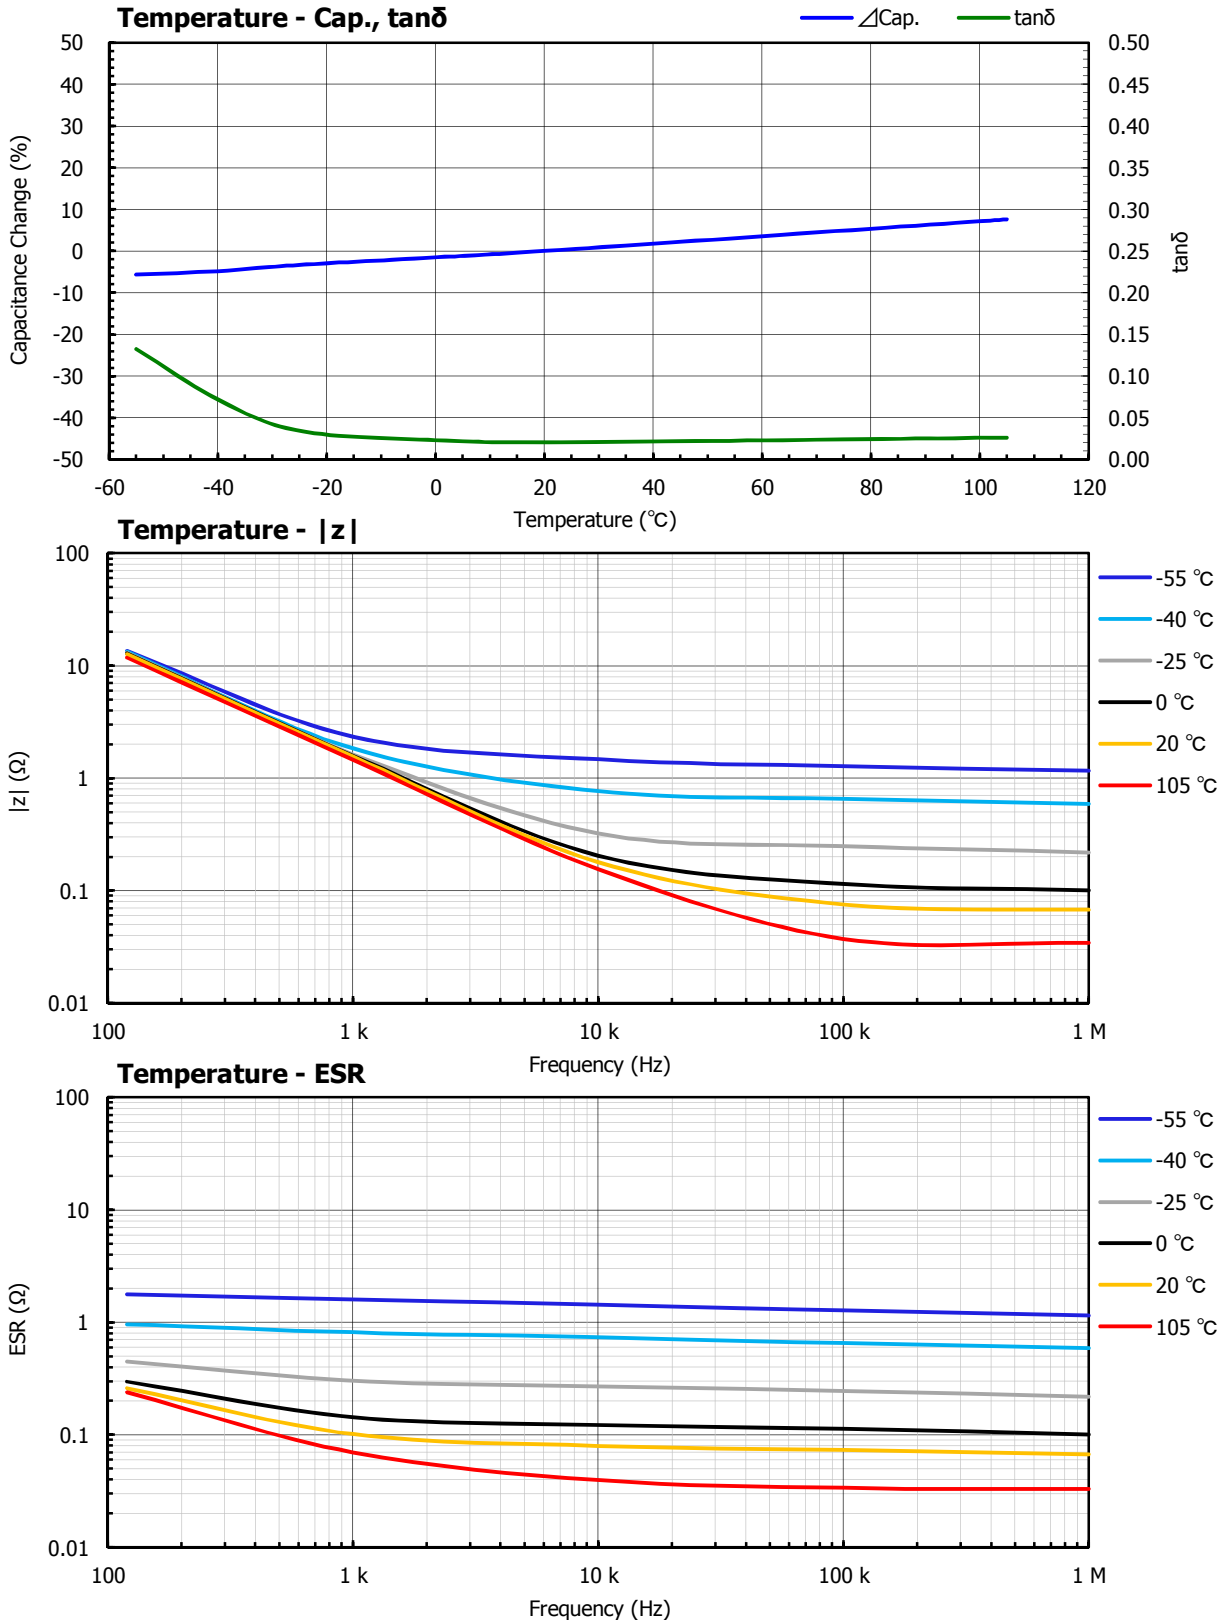 Temperature - Cap., tanδ
⊿Cap.
tanδ
50
40
30
20
10
0
-10
-20
-30
-40
-50
Capacitance Change (%)
0.50
0.45
0.40
0.35
0.30
0.25
0.20
0.15
0.10
0.05
0.00
tanδ
-60 -40 -20 0 20 40 60 80 100 120
Temperature (℃)
Temperature - |z|
100
10
1
0.1
0.01
|z| (Ω)
100 1 k 10 k 100 k 1 M
Frequency (Hz)
-55 ℃
-40 ℃
-25 ℃
0 ℃
20 ℃
105 ℃
Temperature - ESR
100
10
1
0.1
0.01
ESR (Ω)
100 1 k 10 k 100 k 1 M
Frequency (Hz)
-55 ℃
-40 ℃
-25 ℃
0 ℃
20 ℃
105 ℃